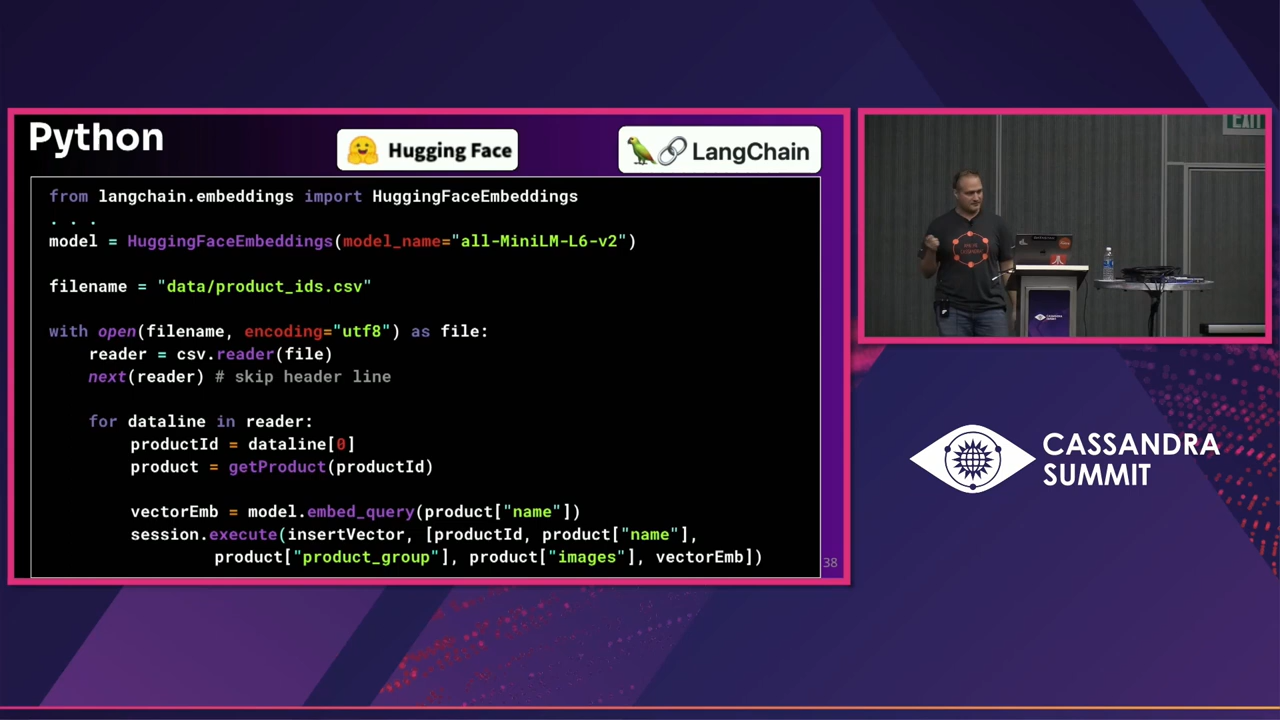 Python
Hugging Face
LangChain
from langchain.embeddings import HuggingFaceEmbeddings
. . .
model = HuggingFaceEmbeddings(model_name="all-MiniLM-L6-v2")
filename = "data/product_ids.csv"
with open(filename, encoding="utf8") as file:
reader = csv.reader(file)
next(reader) # skip header line
for dataline in reader:
productId = dataline[0]
product = getProduct(productId)
vectorEmb = model.embed_query(product["name"])
session.execute(insertVector, [productId, product["name"],
product["product_group"], product["images"], vectorEmb])
38
EXIT
CASSANDRA
SUMMIT